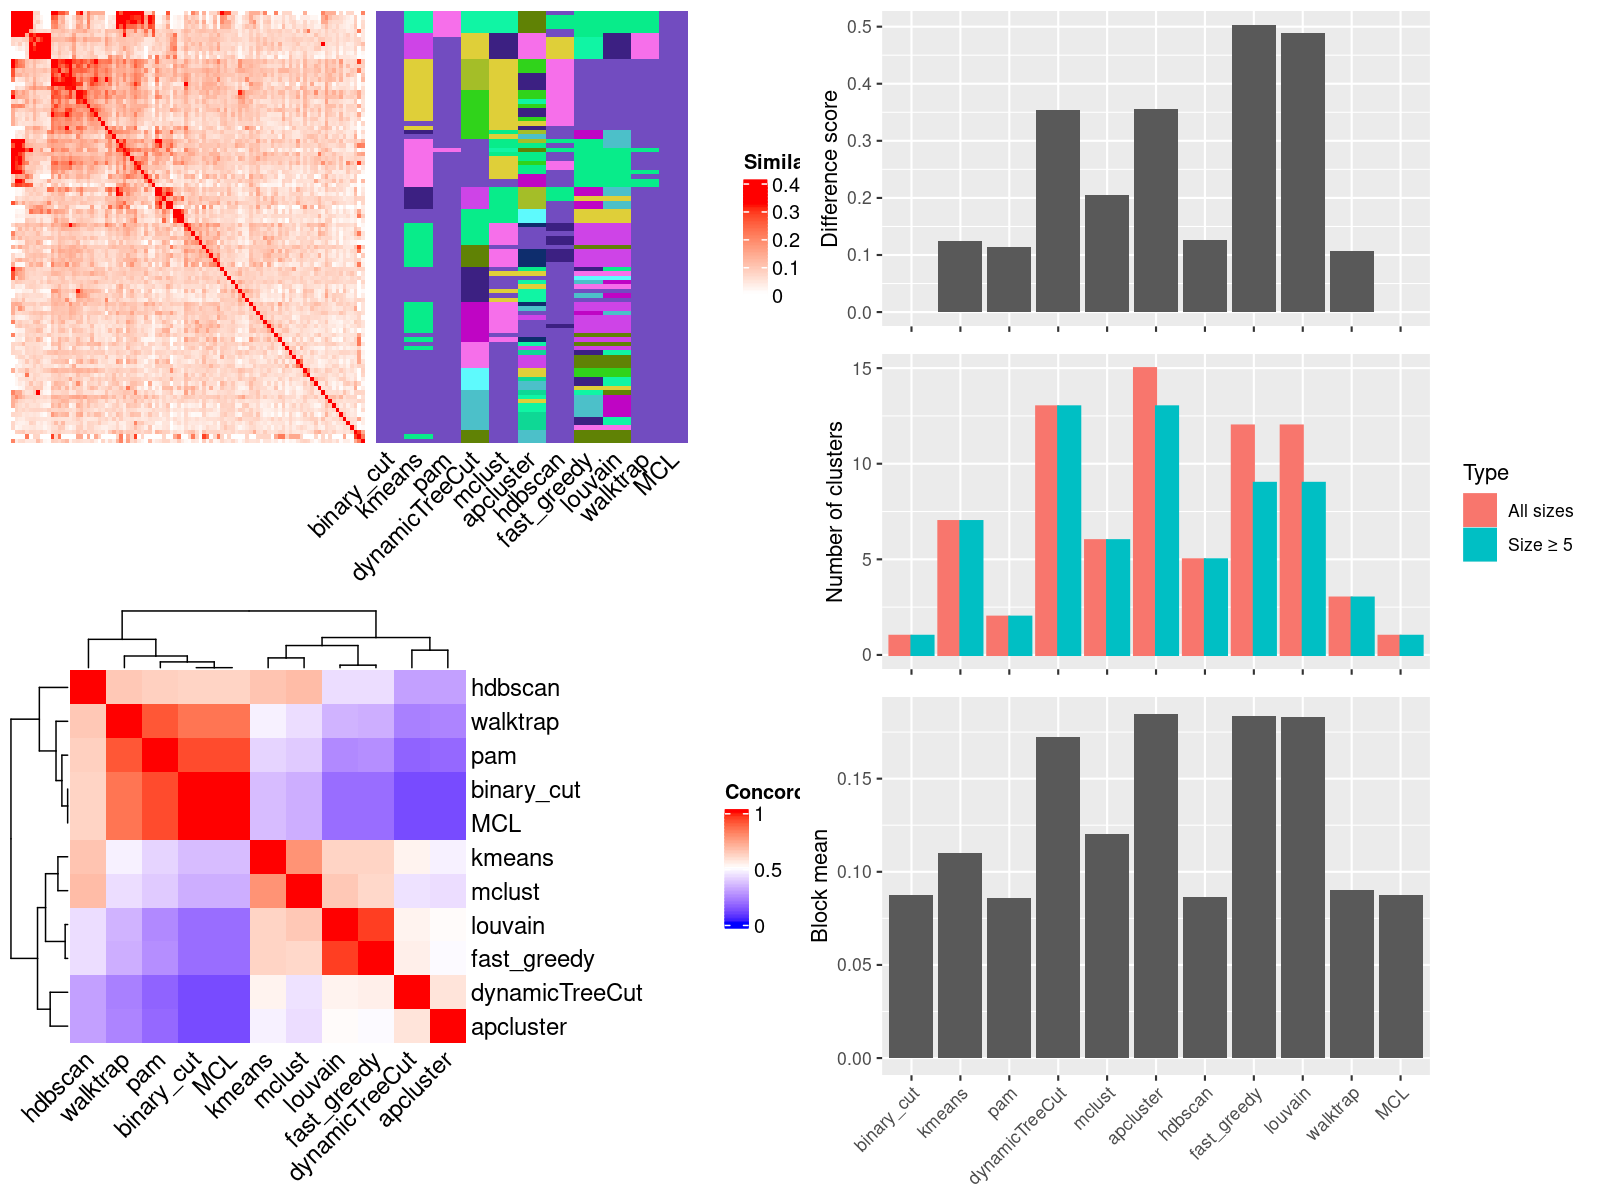 Simila
0.4
0.3
0.2
0.1
0
binary_cut
kmeans
pam
dynamicTreeCut
mclust
apcluster
hdbscan
fast_greedy
louvain
walktrap
MCL
hdbscan
walktrap
pam
binary_cut
MCL
kmeans
mclust
louvain
fast_greedy
dynamicTreeCut
apcluster
hdbscan
walktrap
pam
binary_cut
MCL
kmeans
mclust
louvain
fast_greedy
dynamicTreeCut
apcluster
Concord
1
0.5
0
Difference score
0.5
0.4
0.3
0.2
0.1
0.0
Number of clusters
15
10
5
0
Type
All sizes
Size ≥ 5
Block mean
0.15
0.10
0.05
0.00
binary_cut
kmeans
pam
dynamicTreeCut
mclust
apcluster
hdbscan
fast_greedy
louvain
walktrap
MCL